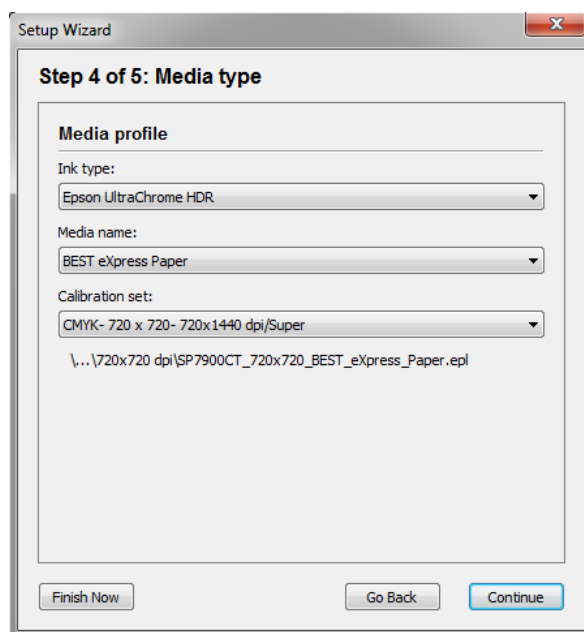 Setup Wizard
Step 4 of 5: Media type
Media profile
Ink type:
Epson UltraChrome HDR
Media name:
BEST eXpress Paper
Calibration set:
CMYK- 720 x 720- 720x1440 dpi/Super
\...\720x720 dpi\SP7900CT_720x720_BEST_eXpress_Paper.epl
Finish Now Go Back Continue